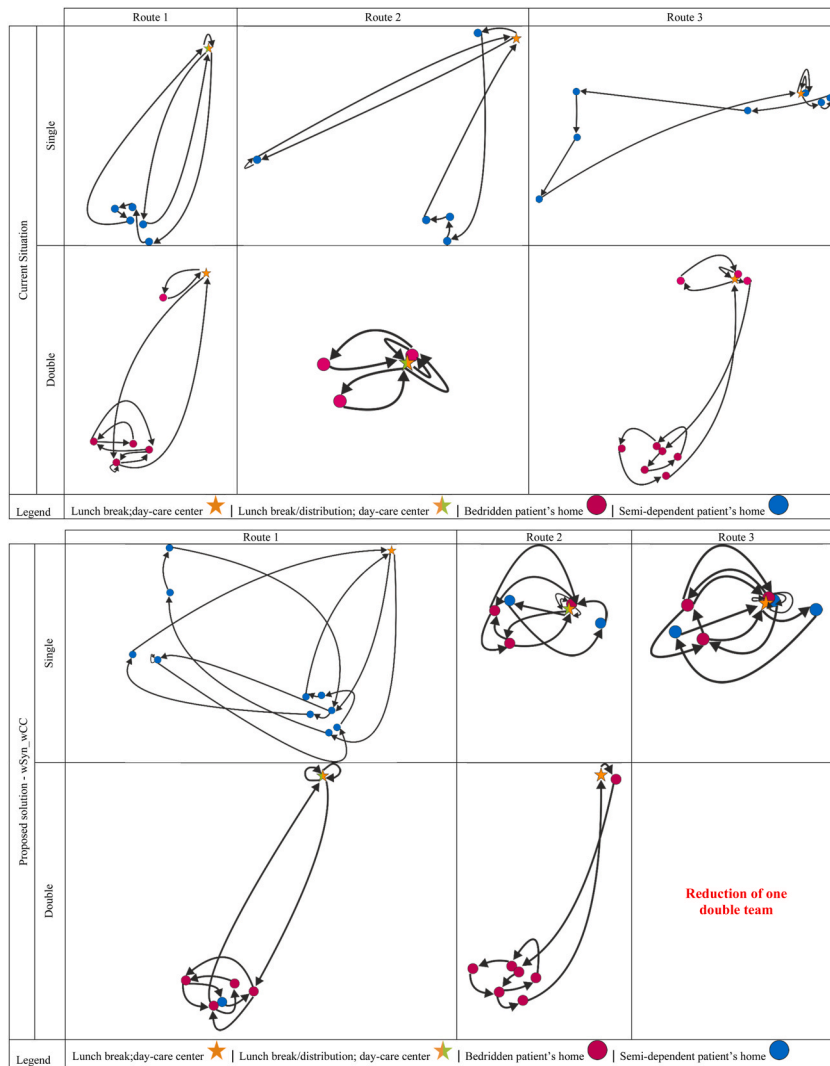 Route 1 Route 2 Route 3
Current Situation
Single
Double
Legend Lunch break;day-care center | Lunch break/distribution; day-care center | Bedridden patient's home | Semi-dependent patient's home
Route 1 Route 2 Route 3
Proposed solution - wSyn_wCC
Single
Double
Reduction of one
double team
Legend Lunch break;day-care center | Lunch break/distribution; day-care center | Bedridden patient's home | Semi-dependent patient's home